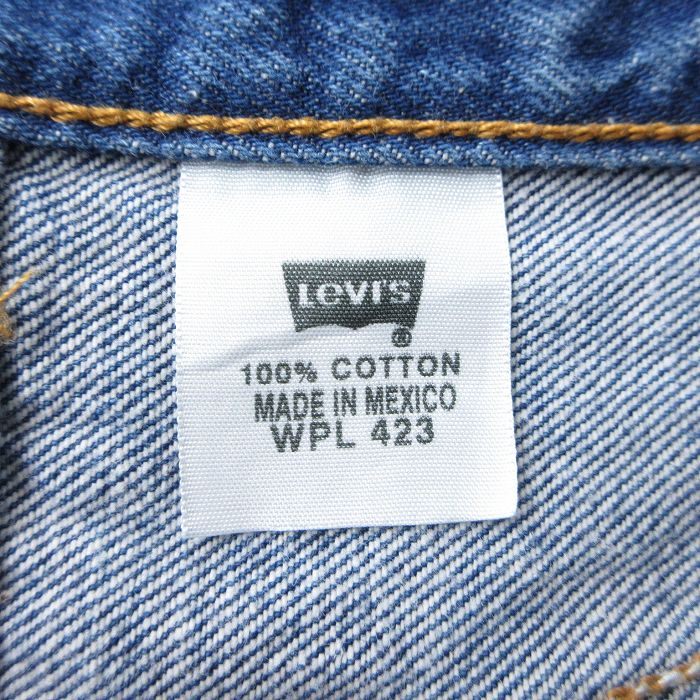 LEVI'S
®
100% COTTON
MADE IN MEXICO
WPL 423